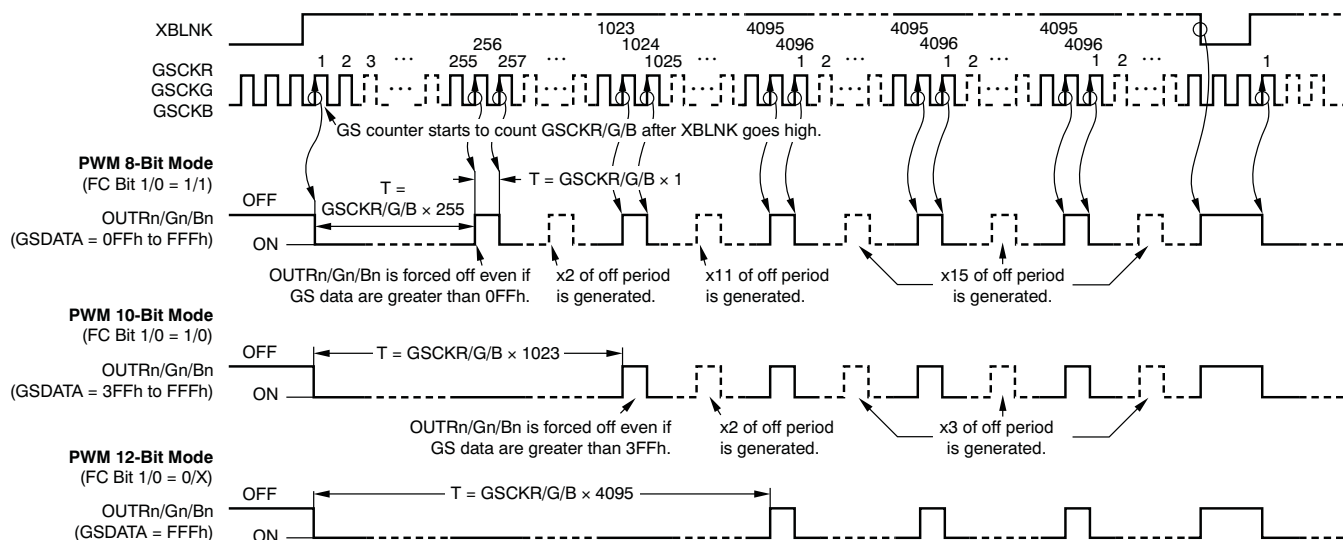 XBLNK
1023 4095 4095 4095
256 1024 4096 4096 4096
1 2 3 ··· 255 257 ··· 1025 ··· 1 2 ··· 1 2 ··· 1 2 ··· 1
GSCKR
GSCKG
GSCKB
··· ··· ··· ··· ··· ···
GS counter starts to count GSCKR/G/B after XBLNK goes high.
PWM 8-Bit Mode
(FC Bit 1/0 = 1/1)
T =
GSCKR/G/B × 255
T = GSCKR/G/B × 1
OFF
OUTRn/Gn/Bn
(GSDATA = 0FFh to FFFh)
ON
OUTRn/Gn/Bn is forced off even if
GS data are greater than 0FFh.
x2 of off period
is generated.
x11 of off period
is generated.
x15 of off period
is generated.
PWM 10-Bit Mode
(FC Bit 1/0 = 1/0)
OFF
T = GSCKR/G/B × 1023
OUTRn/Gn/Bn
(GSDATA = 3FFh to FFFh)
ON
OUTRn/Gn/Bn is forced off even if
GS data are greater than 3FFh.
x2 of off period
is generated.
x3 of off period
is generated.
PWM 12-Bit Mode
(FC Bit 1/0 = 0/X)
OFF
T = GSCKR/G/B × 4095
OUTRn/Gn/Bn
(GSDATA = FFFh)
ON